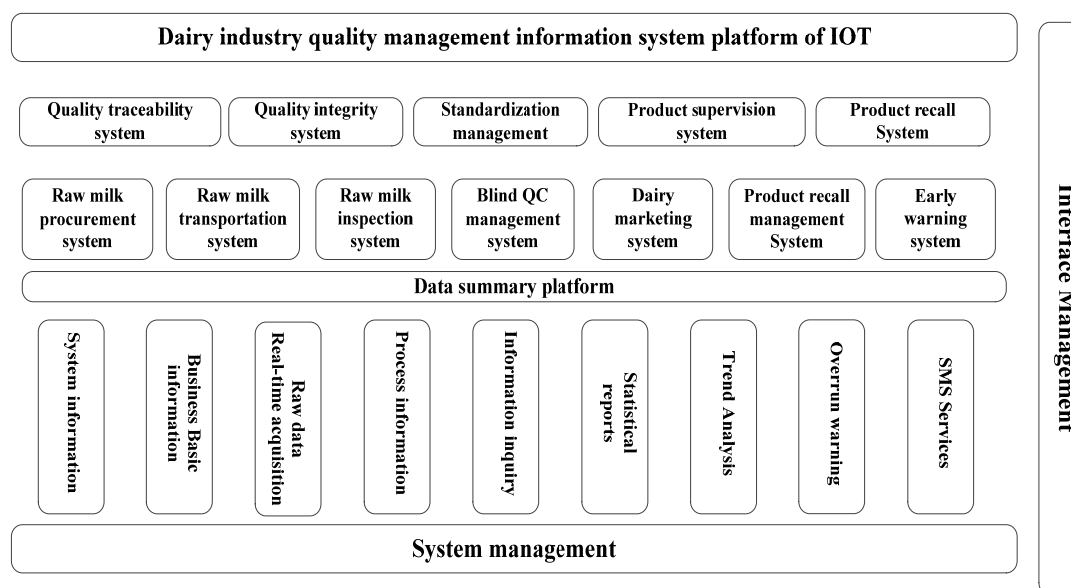 Dairy industry quality management information system platform of IOT
Quality traceability
system
Quality integrity
system
Standardization
management
Product supervision
system
Product recall
System
Raw milk
procurement
system
Raw milk
transportation
system
Raw milk
inspection
system
Blind QC
management
system
Dairy
marketing
system
Product recall
management
System
Early
warning
system
Data summary platform
System information
Business Basic
information
Raw data
Real-time acquisition
Process information
Information inquiry
Statistical
reports
Trend Analysis
Overrun warning
SMS Services
System management
Interface Management